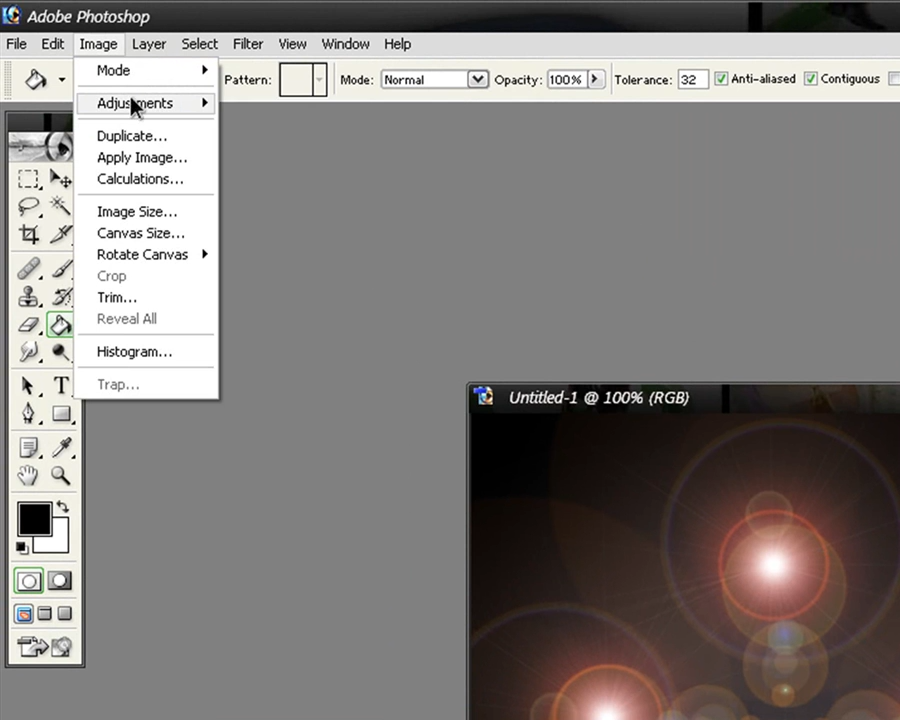 Adobe Photoshop
File Edit Image Layer Select Filter View Window Help
Pattern: Mode: Normal Opacity: 100% Tolerance: 32 Anti-aliased Contiguous
Mode
Adjustments
Duplicate...
Apply Image...
Calculations...
Image Size...
Canvas Size...
Rotate Canvas
Crop
Trim...
Reveal All
Histogram...
Trap...
T
Untitled-1 @ 100% (RGB)